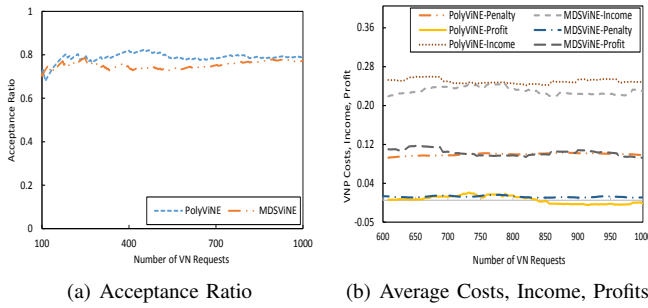 Acceptance Ratio
1
0.8
0.6
0.4
0.2
0
PolyViNE
MDSViNE
100
400
700
1000
Number of VN Requests
(a) Acceptance Ratio
VNP Costs, Income, Profit
0.36
0.28
0.20
0.12
0.04
-0.05
PolyViNE-Penalty
MDSViNE-Income
PolyViNE-Profit
MDSViNE-Penalty
PolyViNE-Income
MDSViNE-Profit
600
650
700
750
800
850
900
950
1000
Number of VN Requests
(b) Average Costs, Income, Profits